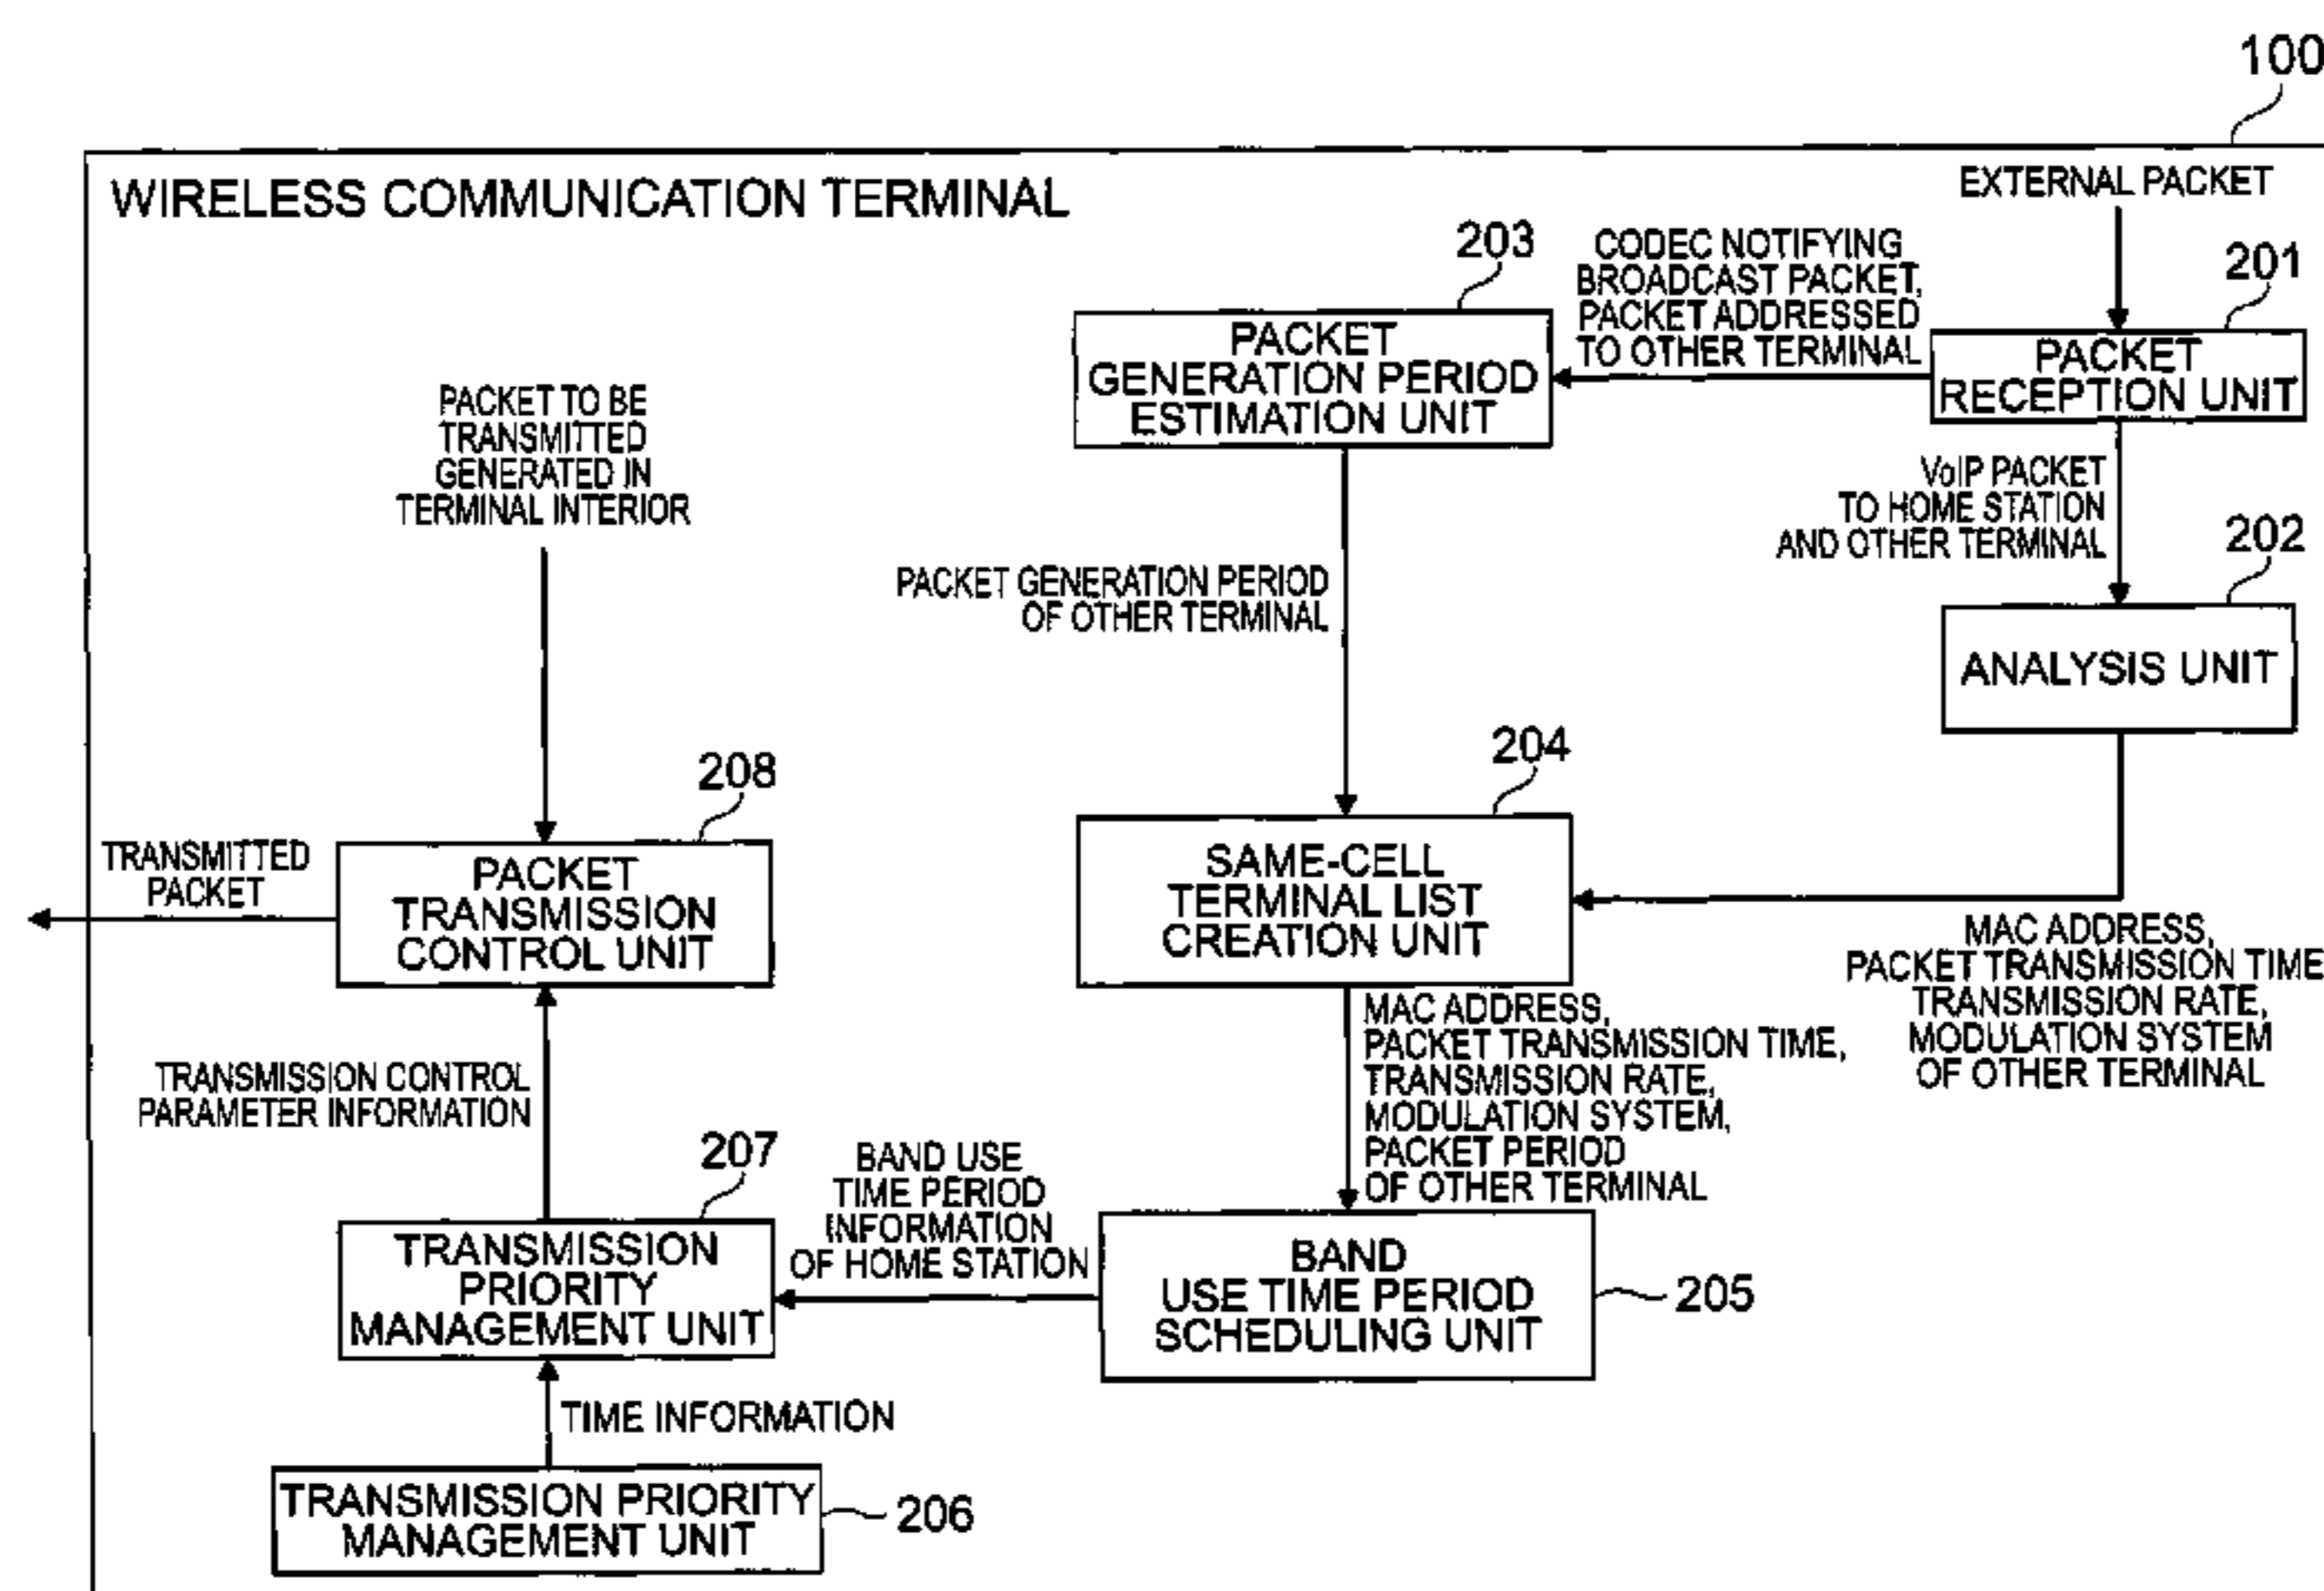 100
WIRELESS COMMUNICATION TERMINAL
EXTERNAL PACKET
203
CODEC NOTIFYING
BROADCAST PACKET,
PACKET ADDRESSED
TO OTHER TERMINAL
201
PACKET
GENERATION PERIOD
ESTIMATION UNIT
PACKET
RECEPTION UNIT
PACKET TO BE
TRANSMITTED
GENERATED IN
TERMINAL INTERIOR
VoIP PACKET
TO HOME STATION
AND OTHER TERMINAL
202
PACKET GENERATION PERIOD
OF OTHER TERMINAL
ANALYSIS UNIT
208
204
TRANSMITTED
PACKET
PACKET
TRANSMISSION
CONTROL UNIT
SAME-CELL
TERMINAL LIST
CREATION UNIT
MAC ADDRESS,
PACKET TRANSMISSION TIME
TRANSMISSION RATE,
MODULATION SYSTEM
OF OTHER TERMINAL
MAC ADDRESS,
PACKET TRANSMISSION TIME,
TRANSMISSION RATE,
MODULATION SYSTEM,
PACKET PERIOD
OF OTHER TERMINAL
TRANSMISSION CONTROL
PARAMETER INFORMATION
207
BAND USE
TIME PERIOD
INFORMATION
OF HOME STATION
TRANSMISSION
PRIORITY
MANAGEMENT UNIT
BAND
USE TIME PERIOD
SCHEDULING UNIT
205
TIME INFORMATION
TRANSMISSION PRIORITY
MANAGEMENT UNIT
206